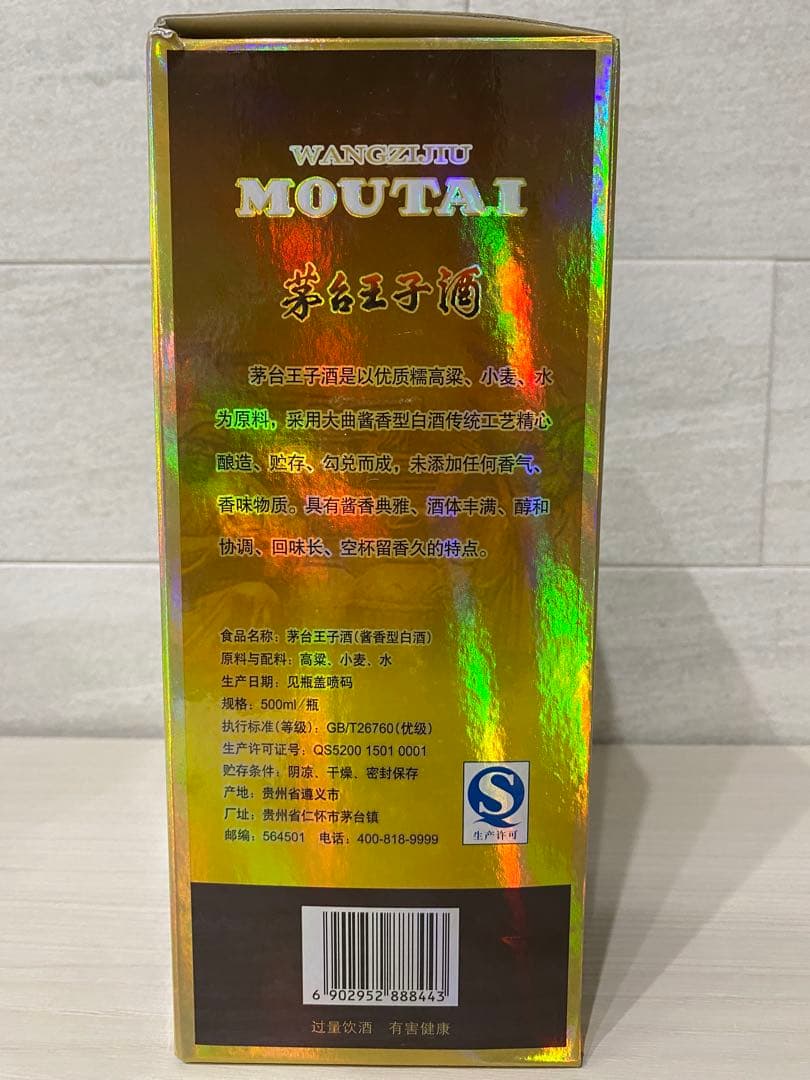 WANGZIJIU
MOUTAI
茅台王子酒
茅台王子酒是以优质糯高粱、小麦、水
为原料，采用大曲酱香型白酒传统工艺精心
酿造、贮存、勾兑而成，未添加任何香气、
香味物质。具有酱香典雅、酒体丰满、醇和
协调、回味长、空杯留香久的特点。
食品名称：茅台王子酒(酱香型白酒)
原料与配料：高粱、小麦、水
生产日期：见瓶盖喷码
规格：500ml/瓶
执行标准(等级)：GB/T26760(优级)
生产许可证号：QS5200 1501 0001
贮存条件：阴凉、干燥、密封保存
产地：贵州省遵义市
厂址：贵州省仁怀市茅台镇
邮编：564501 电话：400-818-9999
生产许可
6 902952 888443
过量饮酒 有害健康